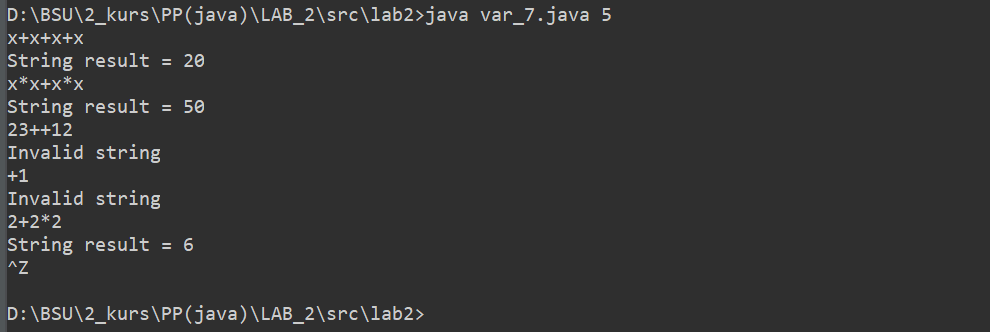 D:\BSU\2_kurs\PP(java)\LAB_2\src\lab2>java var_7.java 5
x+x+x+x
String result = 20
x*x+x*x
String result = 50
23++12
Invalid string
+1
Invalid string
2+2*2
String result = 6
^Z
D:\BSU\2_kurs\PP(java)\LAB_2\src\lab2>